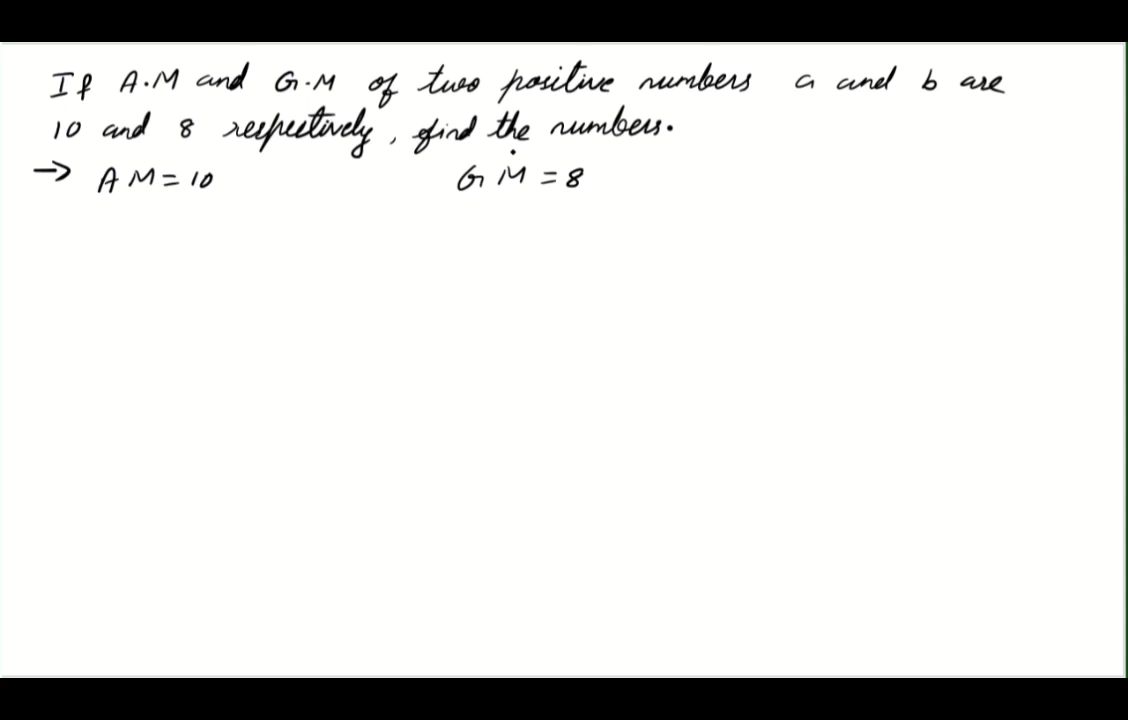 If A.M and G.M of two positive numbers a and b are
10 and 8 respectively, find the numbers.
→ AM = 10 GM = 8